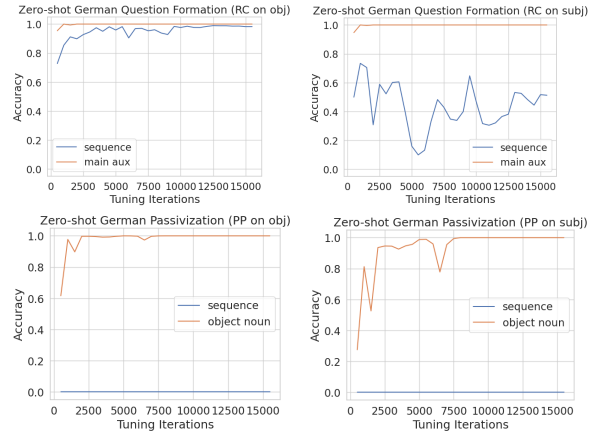 Zero-shot German Question Formation (RC on obj)
1.0
0.8
0.6
0.4
0.2
0.0
Accuracy
sequence
main aux
0 2500 5000 7500 10000 12500 15000
Tuning Iterations
Zero-shot German Question Formation (RC on subj)
1.0
0.8
0.6
0.4
0.2
0.0
Accuracy
sequence
main aux
0 2500 5000 7500 10000 12500 15000
Tuning Iterations
Zero-shot German Passivization (PP on obj)
1.0
0.8
0.6
0.4
0.2
0.0
Accuracy
sequence
object noun
0 2500 5000 7500 10000 12500 15000
Tuning Iterations
Zero-shot German Passivization (PP on subj)
1.0
0.8
0.6
0.4
0.2
0.0
Accuracy
sequence
object noun
0 2500 5000 7500 10000 12500 15000
Tuning Iterations